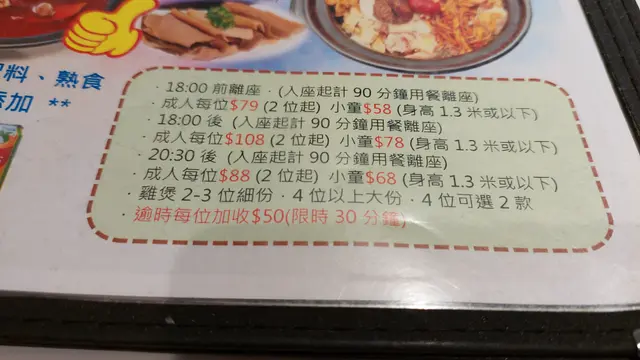 料、熟食
添加 **
· 18:00 前離座 · (入座起計 90 分鐘用餐離座)
· 成人每位$79 (2 位起) 小童$58 (身高 1.3 米或以下)
· 18:00 後 (入座起計 90 分鐘用餐離座)
· 成人每位$108 (2 位起) 小童$78 (身高 1.3 米或以下)
· 20:30 後 (入座起計 90 分鐘用餐離座)
· 成人每位$88 (2 位起) 小童$68 (身高 1.3 米或以下)
· 雞煲 2-3 位細份 · 4 位以上大份 · 4 位可選 2 款
· 逾時每位加收$50(限時 30 分鐘)